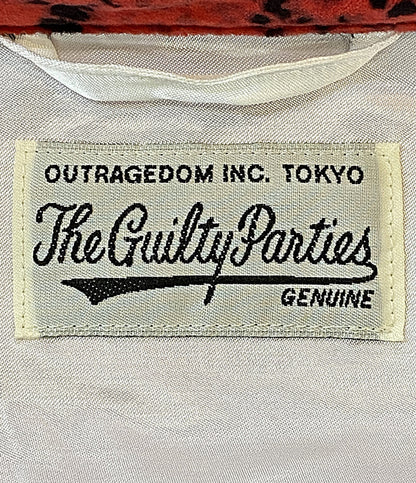 OUTRAGEDOM INC. TOKYO
The Guilty Parties
GENUINE